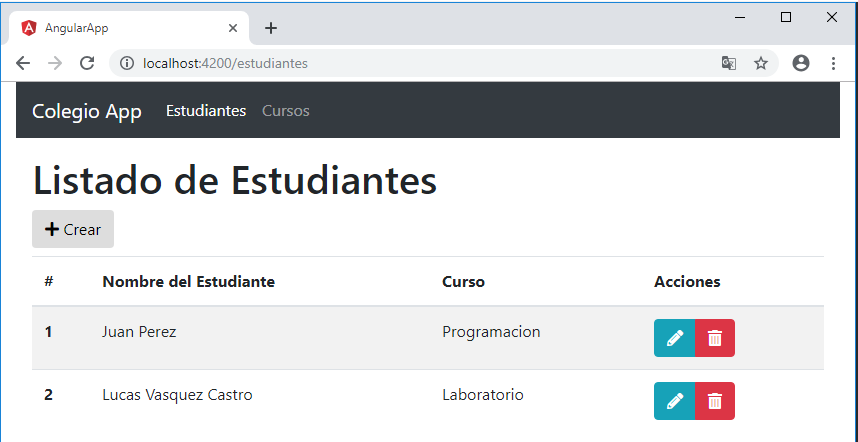 AngularApp
localhost:4200/estudiantes
Colegio App Estudiantes Cursos
Listado de Estudiantes
Crear
# Nombre del Estudiante Curso Acciones
1 Juan Perez Programacion
2 Lucas Vasquez Castro Laboratorio